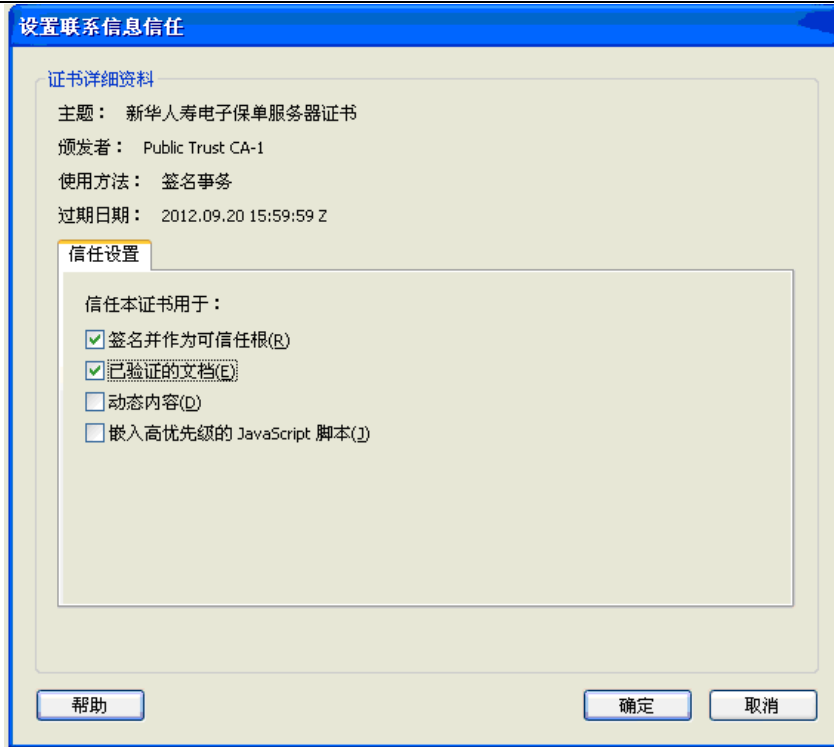 设置联系信息信任
证书详细资料
主题： 新华人寿电子保单服务器证书
颁发者： Public Trust CA-1
使用方法： 签名事务
过期日期： 2012.09.20 15:59:59 Z
信任设置
信任本证书用于：
签名并作为可信任根(R)
已验证的文档(E)
动态内容(D)
嵌入高优先级的 JavaScript 脚本(J)
帮助 确定 取消